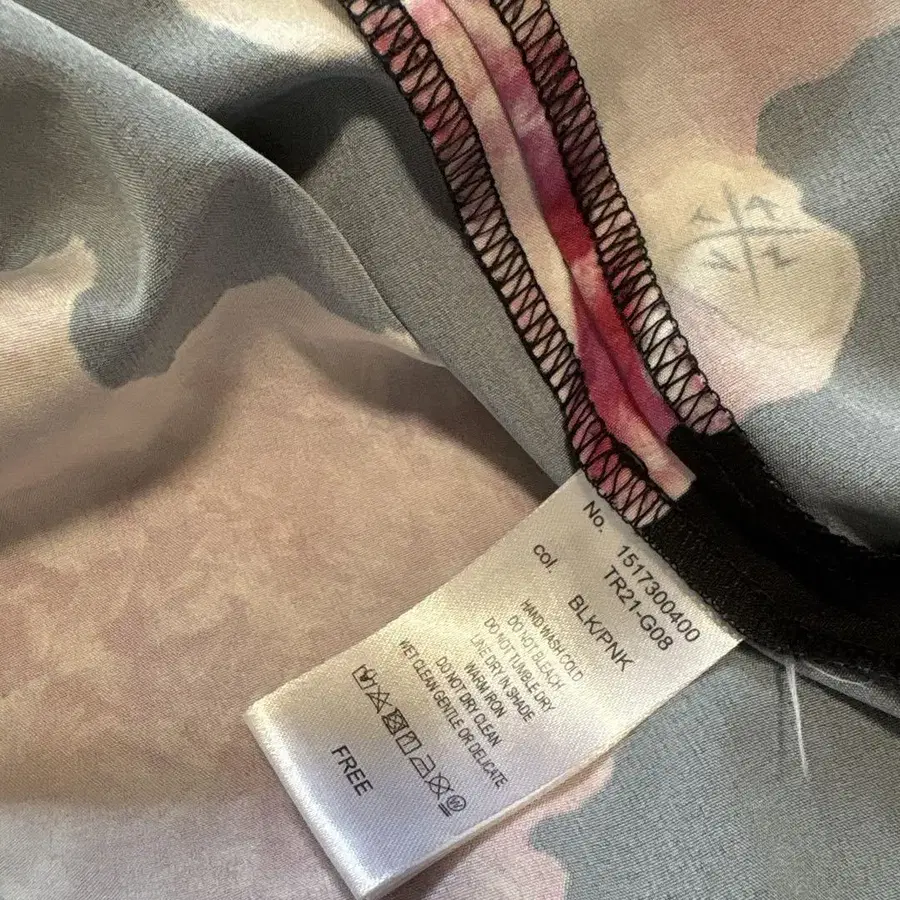 No. 1517300400
TR21-G08
col. BLK/PNK
HAND WASH COLD
DO NOT BLEACH
DO NOT TUMBLE DRY
LINE DRY IN SHADE
WARM IRON
DO NOT DRY CLEAN
WET CLEAN GENTLE OR DELICATE
W
FREE